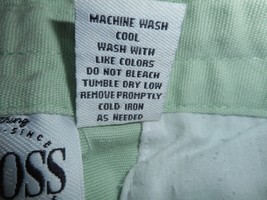 MACHINE WASH
COOL
WASH WITH
LIKE COLORS
DO NOT BLEACH
TUMBLE DRY LOW
REMOVE PROMPTLY
COLD IRON
AS NEEDED
SINCE
OSS